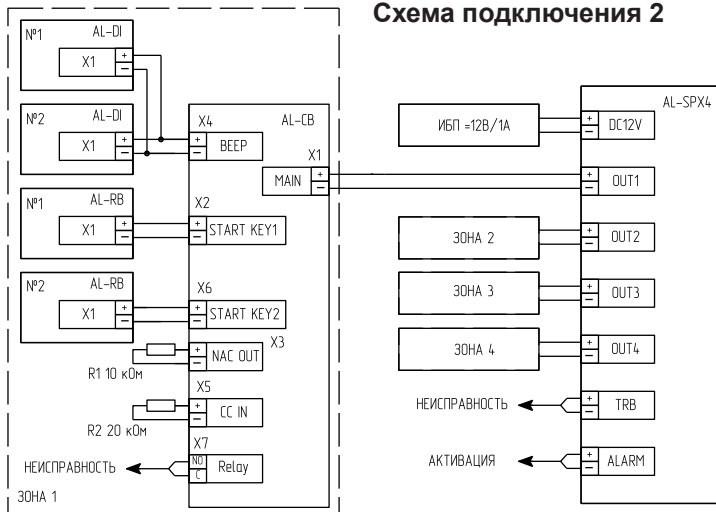 Схема подключения 2
№1 AL-DI
X1 + −
№2 AL-DI
X1 + −
№1 AL-RB
X1 + −
№2 AL-RB
X1 + −
AL-CB
X4
+ − BEEP
X1
MAIN + −
X2
+ − START KEY1
X6
+ − START KEY2
X3
+ − NAC OUT
R1 10 кОм
X5
+ − CC IN
R2 20 кОм
X7
NO C Relay
НЕИСПРАВНОСТЬ
ЗОНА 1
AL-SPX4
ИБП =12В/1А
+ − DC12V
+ − OUT1
ЗОНА 2
+ − OUT2
ЗОНА 3
+ − OUT3
ЗОНА 4
+ − OUT4
НЕИСПРАВНОСТЬ
+ − TRB
АКТИВАЦИЯ
+ − ALARM